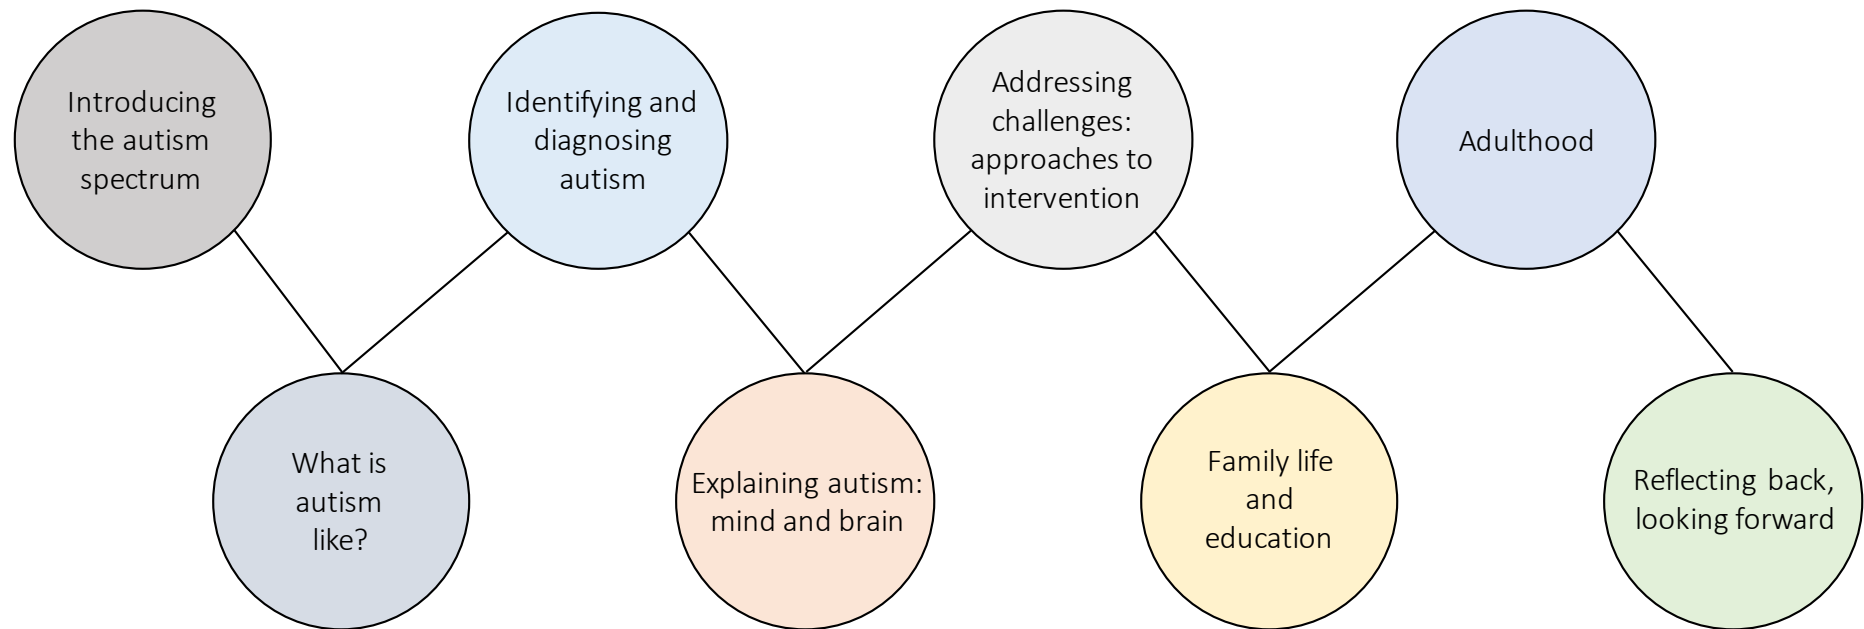 Introducing
the autism
spectrum
What is
autism
like?
Identifying and
diagnosing
autism
Explaining autism:
mind and brain
Addressing
challenges:
approaches to
intervention
Family life
and
education
Adulthood
Reflecting back,
looking forward